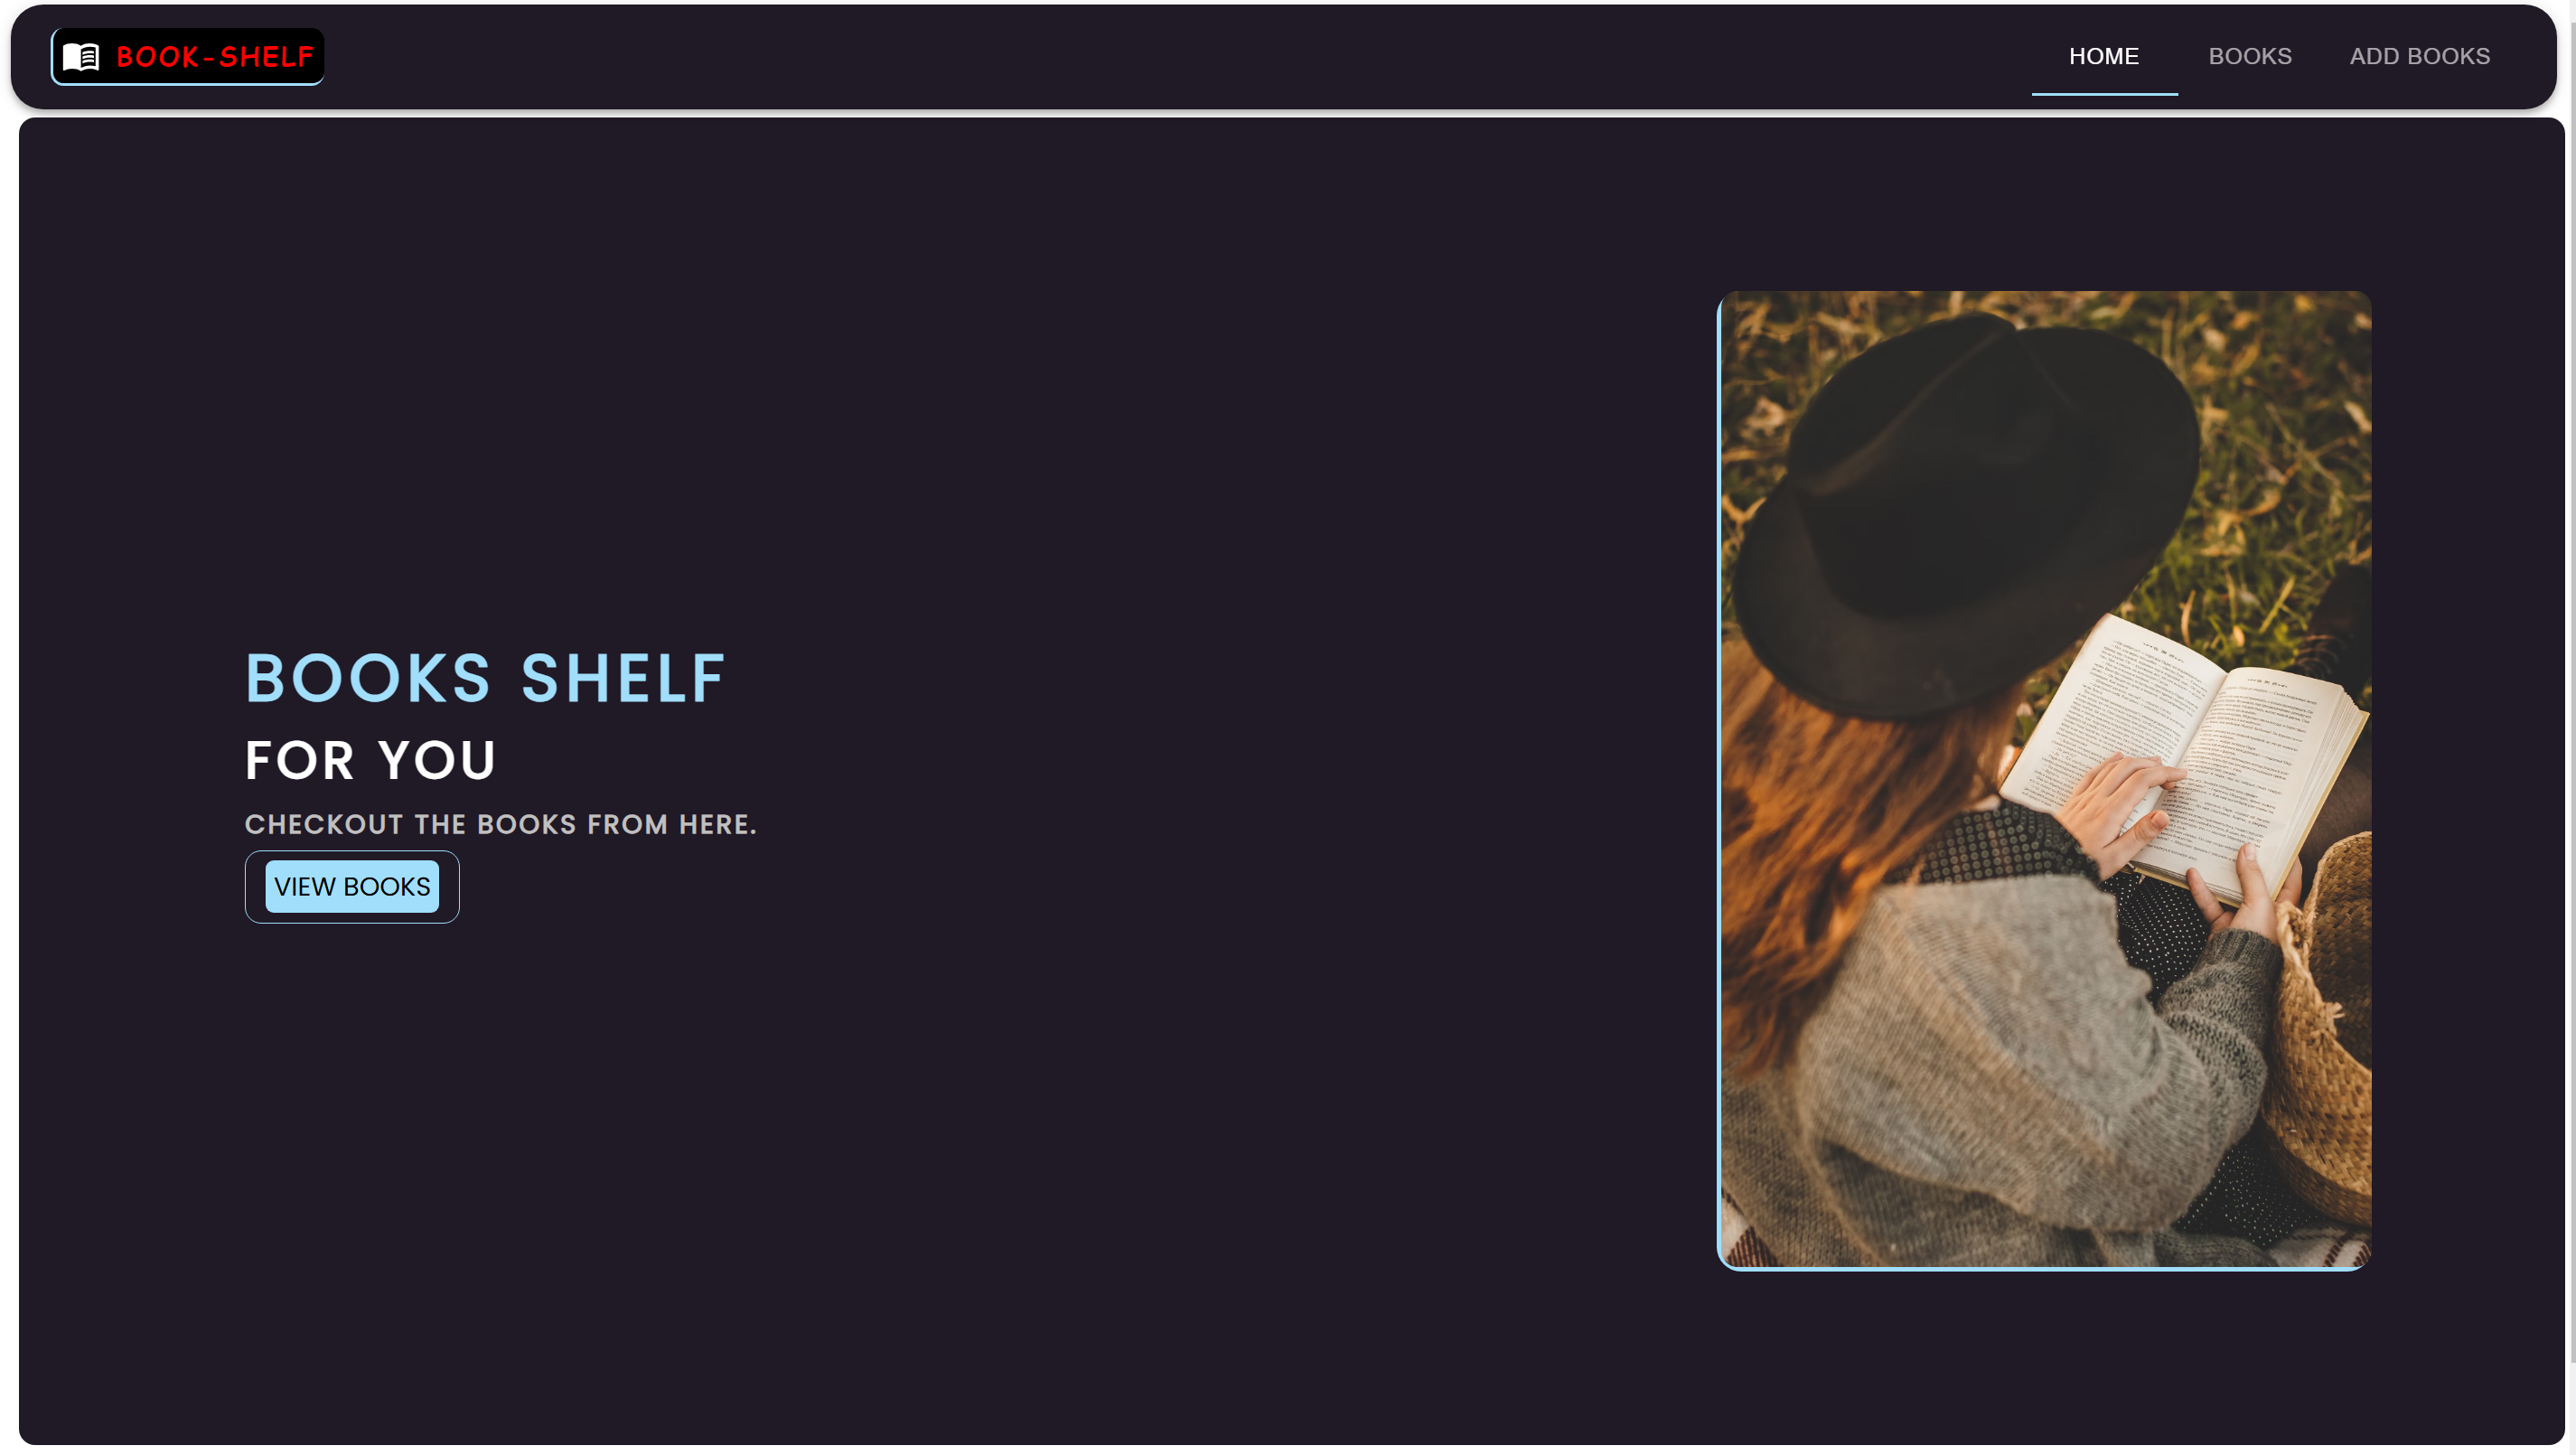 BOOK-SHELF
HOME
BOOKS
ADD BOOKS
BOOKS SHELF
FOR YOU
CHECKOUT THE BOOKS FROM HERE.
VIEW BOOKS